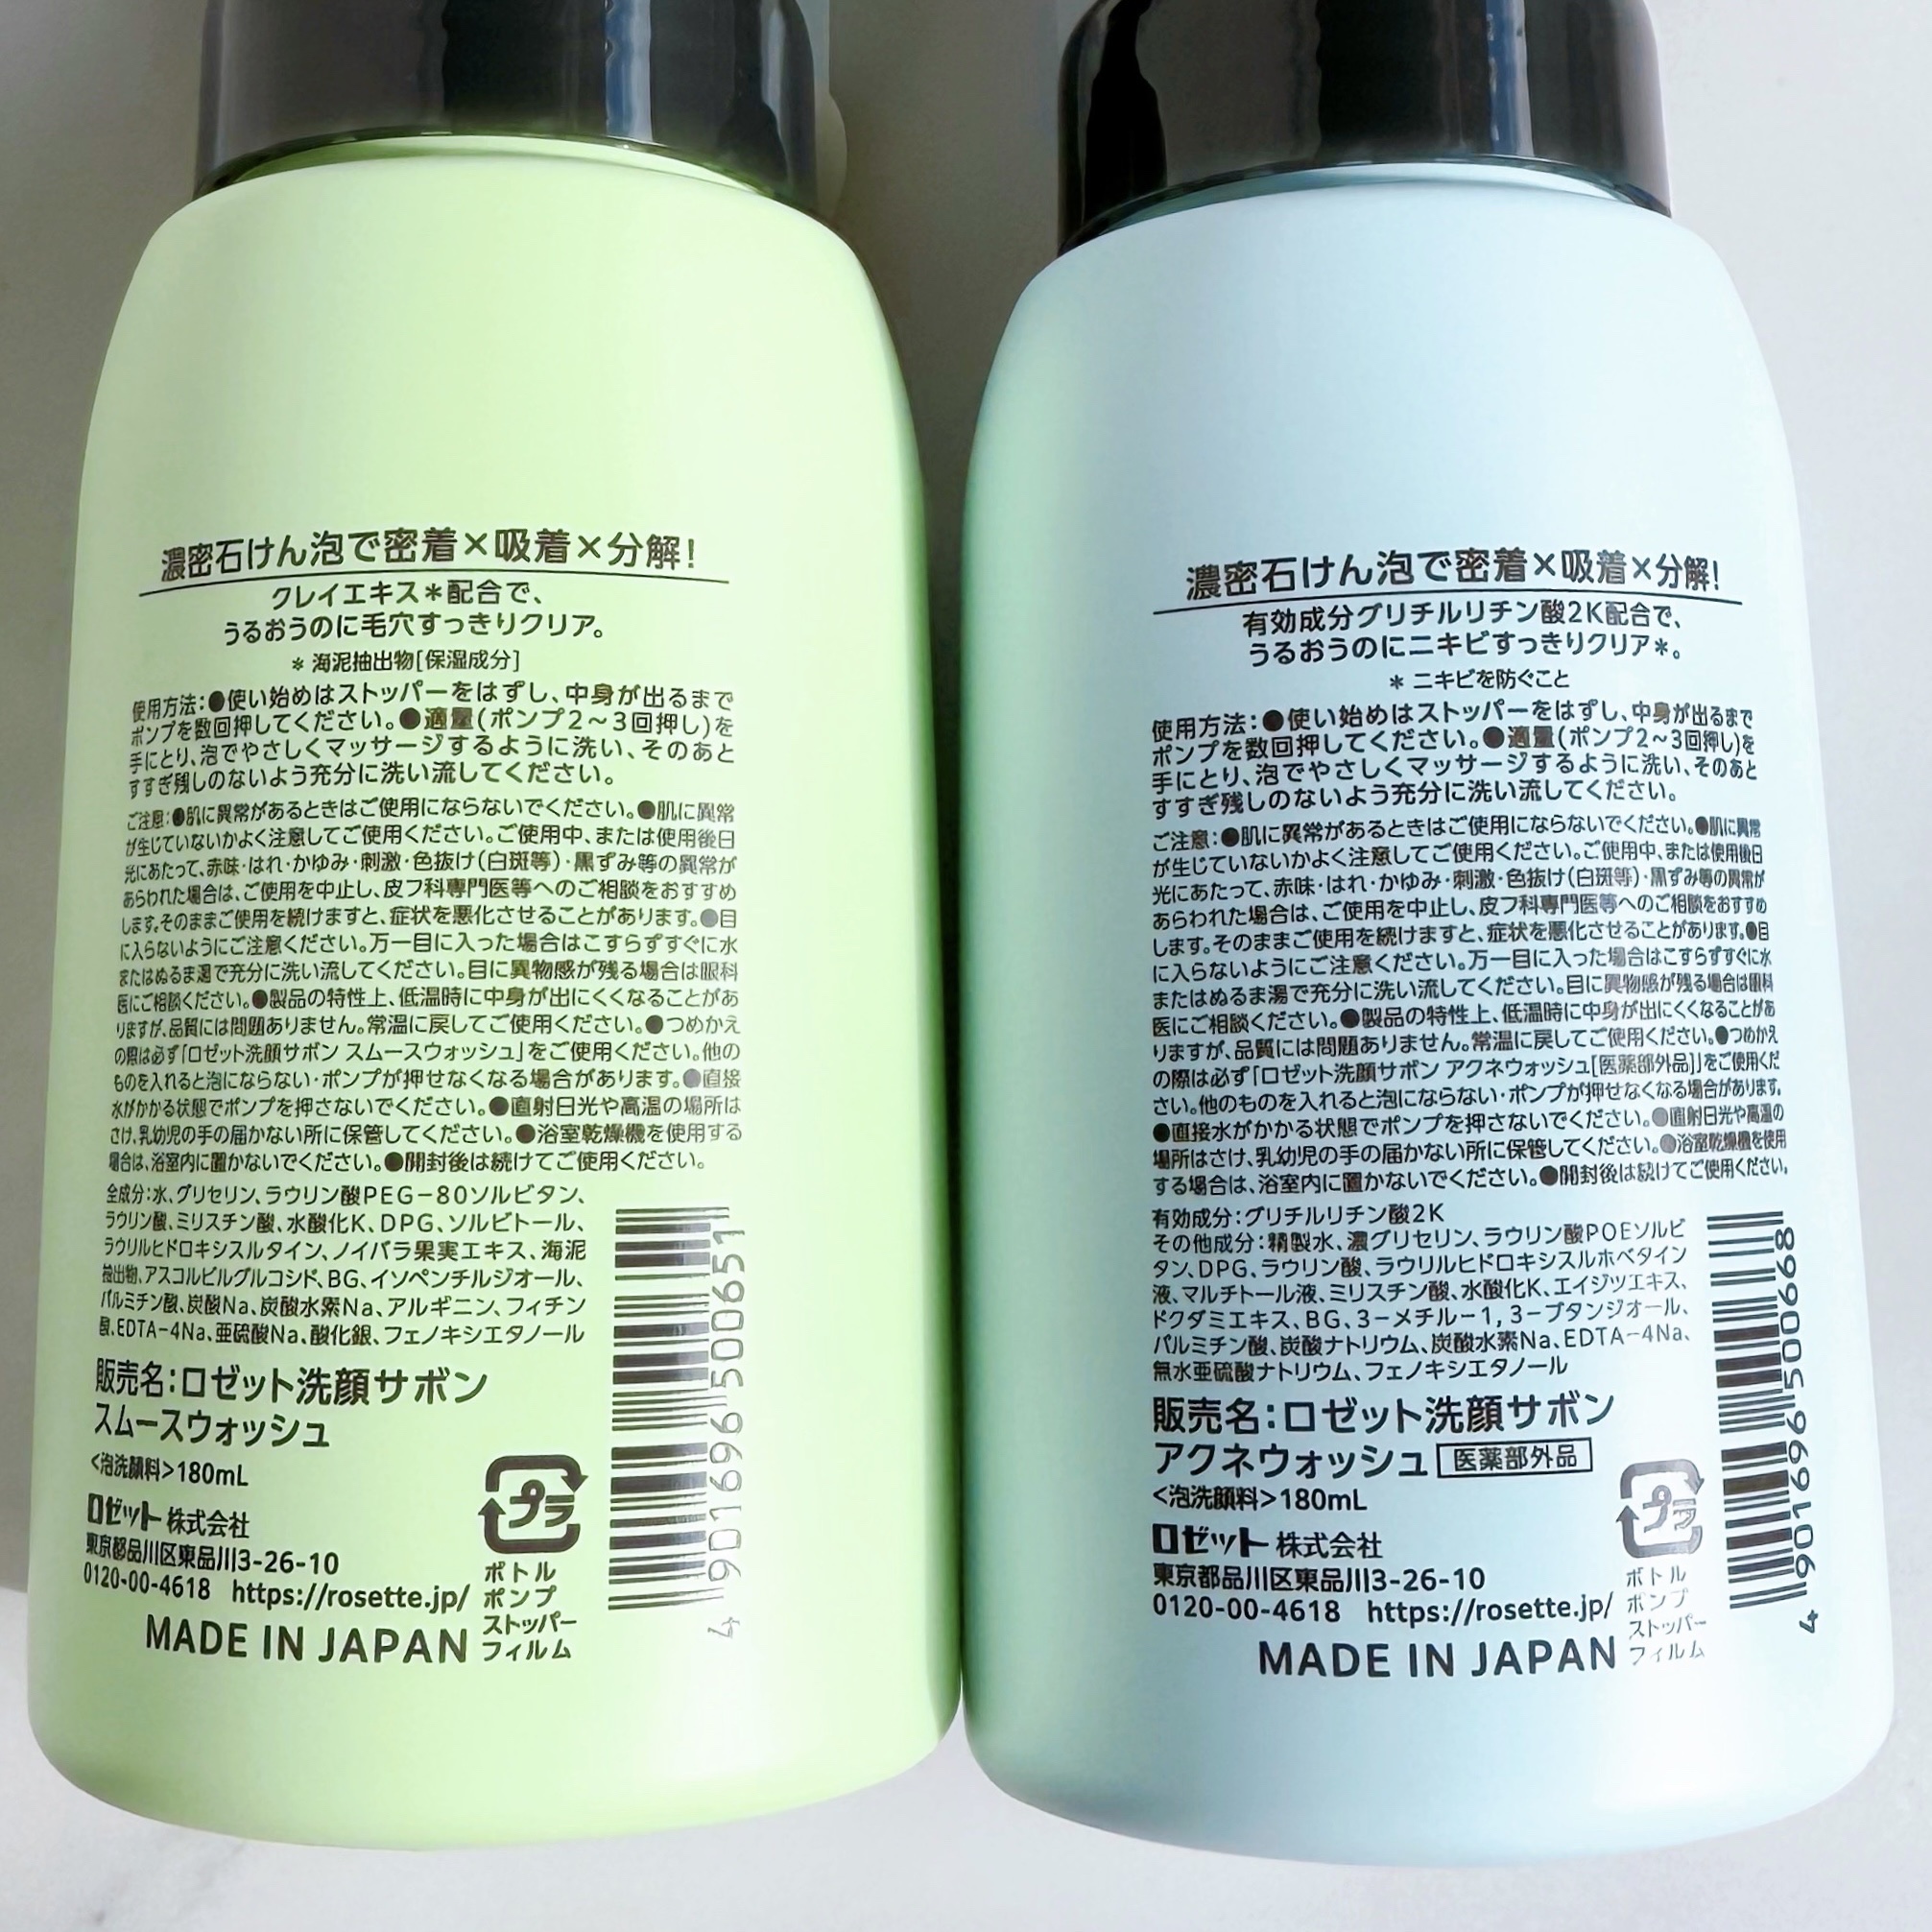 濃密石けん泡で密着×吸着×分解!
クレイエキス＊配合で、
うるおうのに毛穴すっきりクリア。
＊ 海泥抽出物[保湿成分]
使用方法:●使い始めはストッパーをはずし、中身が出るまで
ポンプを数回押してください。●適量(ポンプ2～3回押し)を
手にとり、泡でやさしくマッサージするように洗い、そのあと
すすぎ残しのないよう充分に洗い流してください。
ご注意:●肌に異常があるときはご使用にならないでください。●肌に異常
が生じていないかよく注意してご使用ください。ご使用中、または使用後日
光にあたって、赤味・はれ・かゆみ・刺激・色抜け(白斑等)・黒ずみ等の異常が
あらわれた場合は、ご使用を中止し、皮フ科専門医等へのご相談をおすすめ
します。そのままご使用を続けますと、症状を悪化させることがあります。●目
に入らないようにご注意ください。万一目に入った場合はこすらずすぐに水
またはぬるま湯で充分に洗い流してください。目に異物感が残る場合は眼科
医にご相談ください。●製品の特性上、低温時に中身が出にくくなることがあ
りますが、品質には問題ありません。常温に戻してご使用ください。●つめかえ
の際は必ず「ロゼット洗顔サボン スムースウォッシュ」をご使用ください。他の
ものを入れると泡にならない・ポンプが押せなくなる場合があります。●直接
水がかかる状態でポンプを押さないでください。●直射日光や高温の場所は
さけ、乳幼児の手の届かない所に保管してください。●浴室乾燥機を使用する
場合は、浴室内に置かないでください。●開封後は続けてご使用ください。
全成分:水、グリセリン、ラウリン酸PEG−80ソルビタン、
ラウリン酸、ミリスチン酸、水酸化K、DPG、ソルビトール、
ラウリルヒドロキシスルタイン、ノイバラ果実エキス、海泥
抽出物、アスコルビルグルコシド、BG、イソペンチルジオール、
パルミチン酸、炭酸Na、炭酸水素Na、アルギニン、フィチン
酸、EDTA−4Na、亜硫酸Na、酸化銀、フェノキシエタノール
販売名:ロゼット洗顔サボン
スムースウォッシュ
<泡洗顔料>180mL
ロゼット 株式会社
東京都品川区東品川3-26-10
0120-00-4618 https://rosette.jp/
MADE IN JAPAN
プラ
ボトル
ポンプ
ストッパー
フィルム
4 901696 500651
濃密石けん泡で密着×吸着×分解!
有効成分グリチルリチン酸2K配合で、
うるおうのにニキビすっきりクリア＊。
＊ ニキビを防ぐこと
使用方法:●使い始めはストッパーをはずし、中身が出るまで
ポンプを数回押してください。●適量(ポンプ2～3回押し)を
手にとり、泡でやさしくマッサージするように洗い、そのあと
すすぎ残しのないよう充分に洗い流してください。
ご注意:●肌に異常があるときはご使用にならないでください。●肌に異常
が生じていないかよく注意してご使用ください。ご使用中、または使用後日
光にあたって、赤味・はれ・かゆみ・刺激・色抜け(白斑等)・黒ずみ等の異常が
あらわれた場合は、ご使用を中止し、皮フ科専門医等へのご相談をおすすめ
します。そのままご使用を続けますと、症状を悪化させることがあります。●目
に入らないようにご注意ください。万一目に入った場合はこすらずすぐに水
またはぬるま湯で充分に洗い流してください。目に異物感が残る場合は眼科
医にご相談ください。●製品の特性上、低温時に中身が出にくくなることがあ
りますが、品質には問題ありません。常温に戻してご使用ください。●つめかえ
の際は必ず「ロゼット洗顔サボン アクネウォッシュ[医薬部外品]」をご使用くだ
さい。他のものを入れると泡にならない・ポンプが押せなくなる場合があります。
●直接水がかかる状態でポンプを押さないでください。●直射日光や高温の
場所はさけ、乳幼児の手の届かない所に保管してください。●浴室乾燥機を使用
する場合は、浴室内に置かないでください。●開封後は続けてご使用ください。
有効成分:グリチルリチン酸2K
その他成分:精製水、濃グリセリン、ラウリン酸POEソルビ
タン、DPG、ラウリン酸、ラウリルヒドロキシスルホベタイン
液、マルチトール液、ミリスチン酸、水酸化K、エイジツエキス、
ドクダミエキス、BG、3−メチル−1, 3−ブタンジオール、
パルミチン酸、炭酸ナトリウム、炭酸水素Na、EDTA−4Na、
無水亜硫酸ナトリウム、フェノキシエタノール
販売名:ロゼット洗顔サボン
アクネウォッシュ 医薬部外品
<泡洗顔料>180mL
ロゼット 株式会社
東京都品川区東品川3-26-10
0120-00-4618 https://rosette.jp/
MADE IN JAPAN
プラ
ボトル
ポンプ
ストッパー
フィルム
4 901696 500668